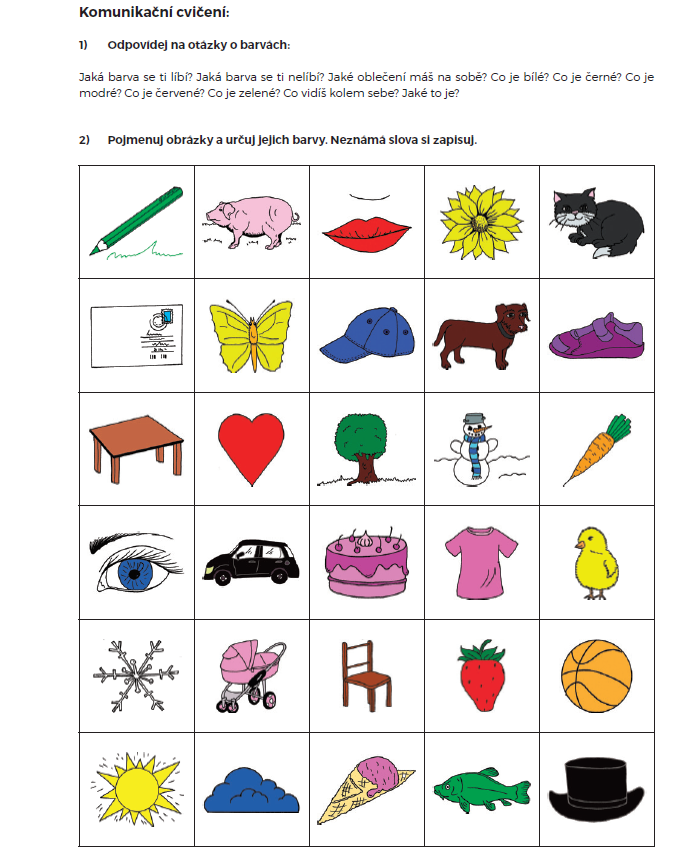 Komunikační cvičení:
1) Odpovídej na otázky o barvách:
Jaká barva se ti líbí? Jaká barva se ti nelíbí? Jaké oblečení máš na sobě? Co je bílé? Co je černé? Co je
modré? Co je červené? Co je zelené? Co vidíš kolem sebe? Jaké to je?
2) Pojmenuj obrázky a určuj jejich barvy. Neznámá slova si zapisuj.